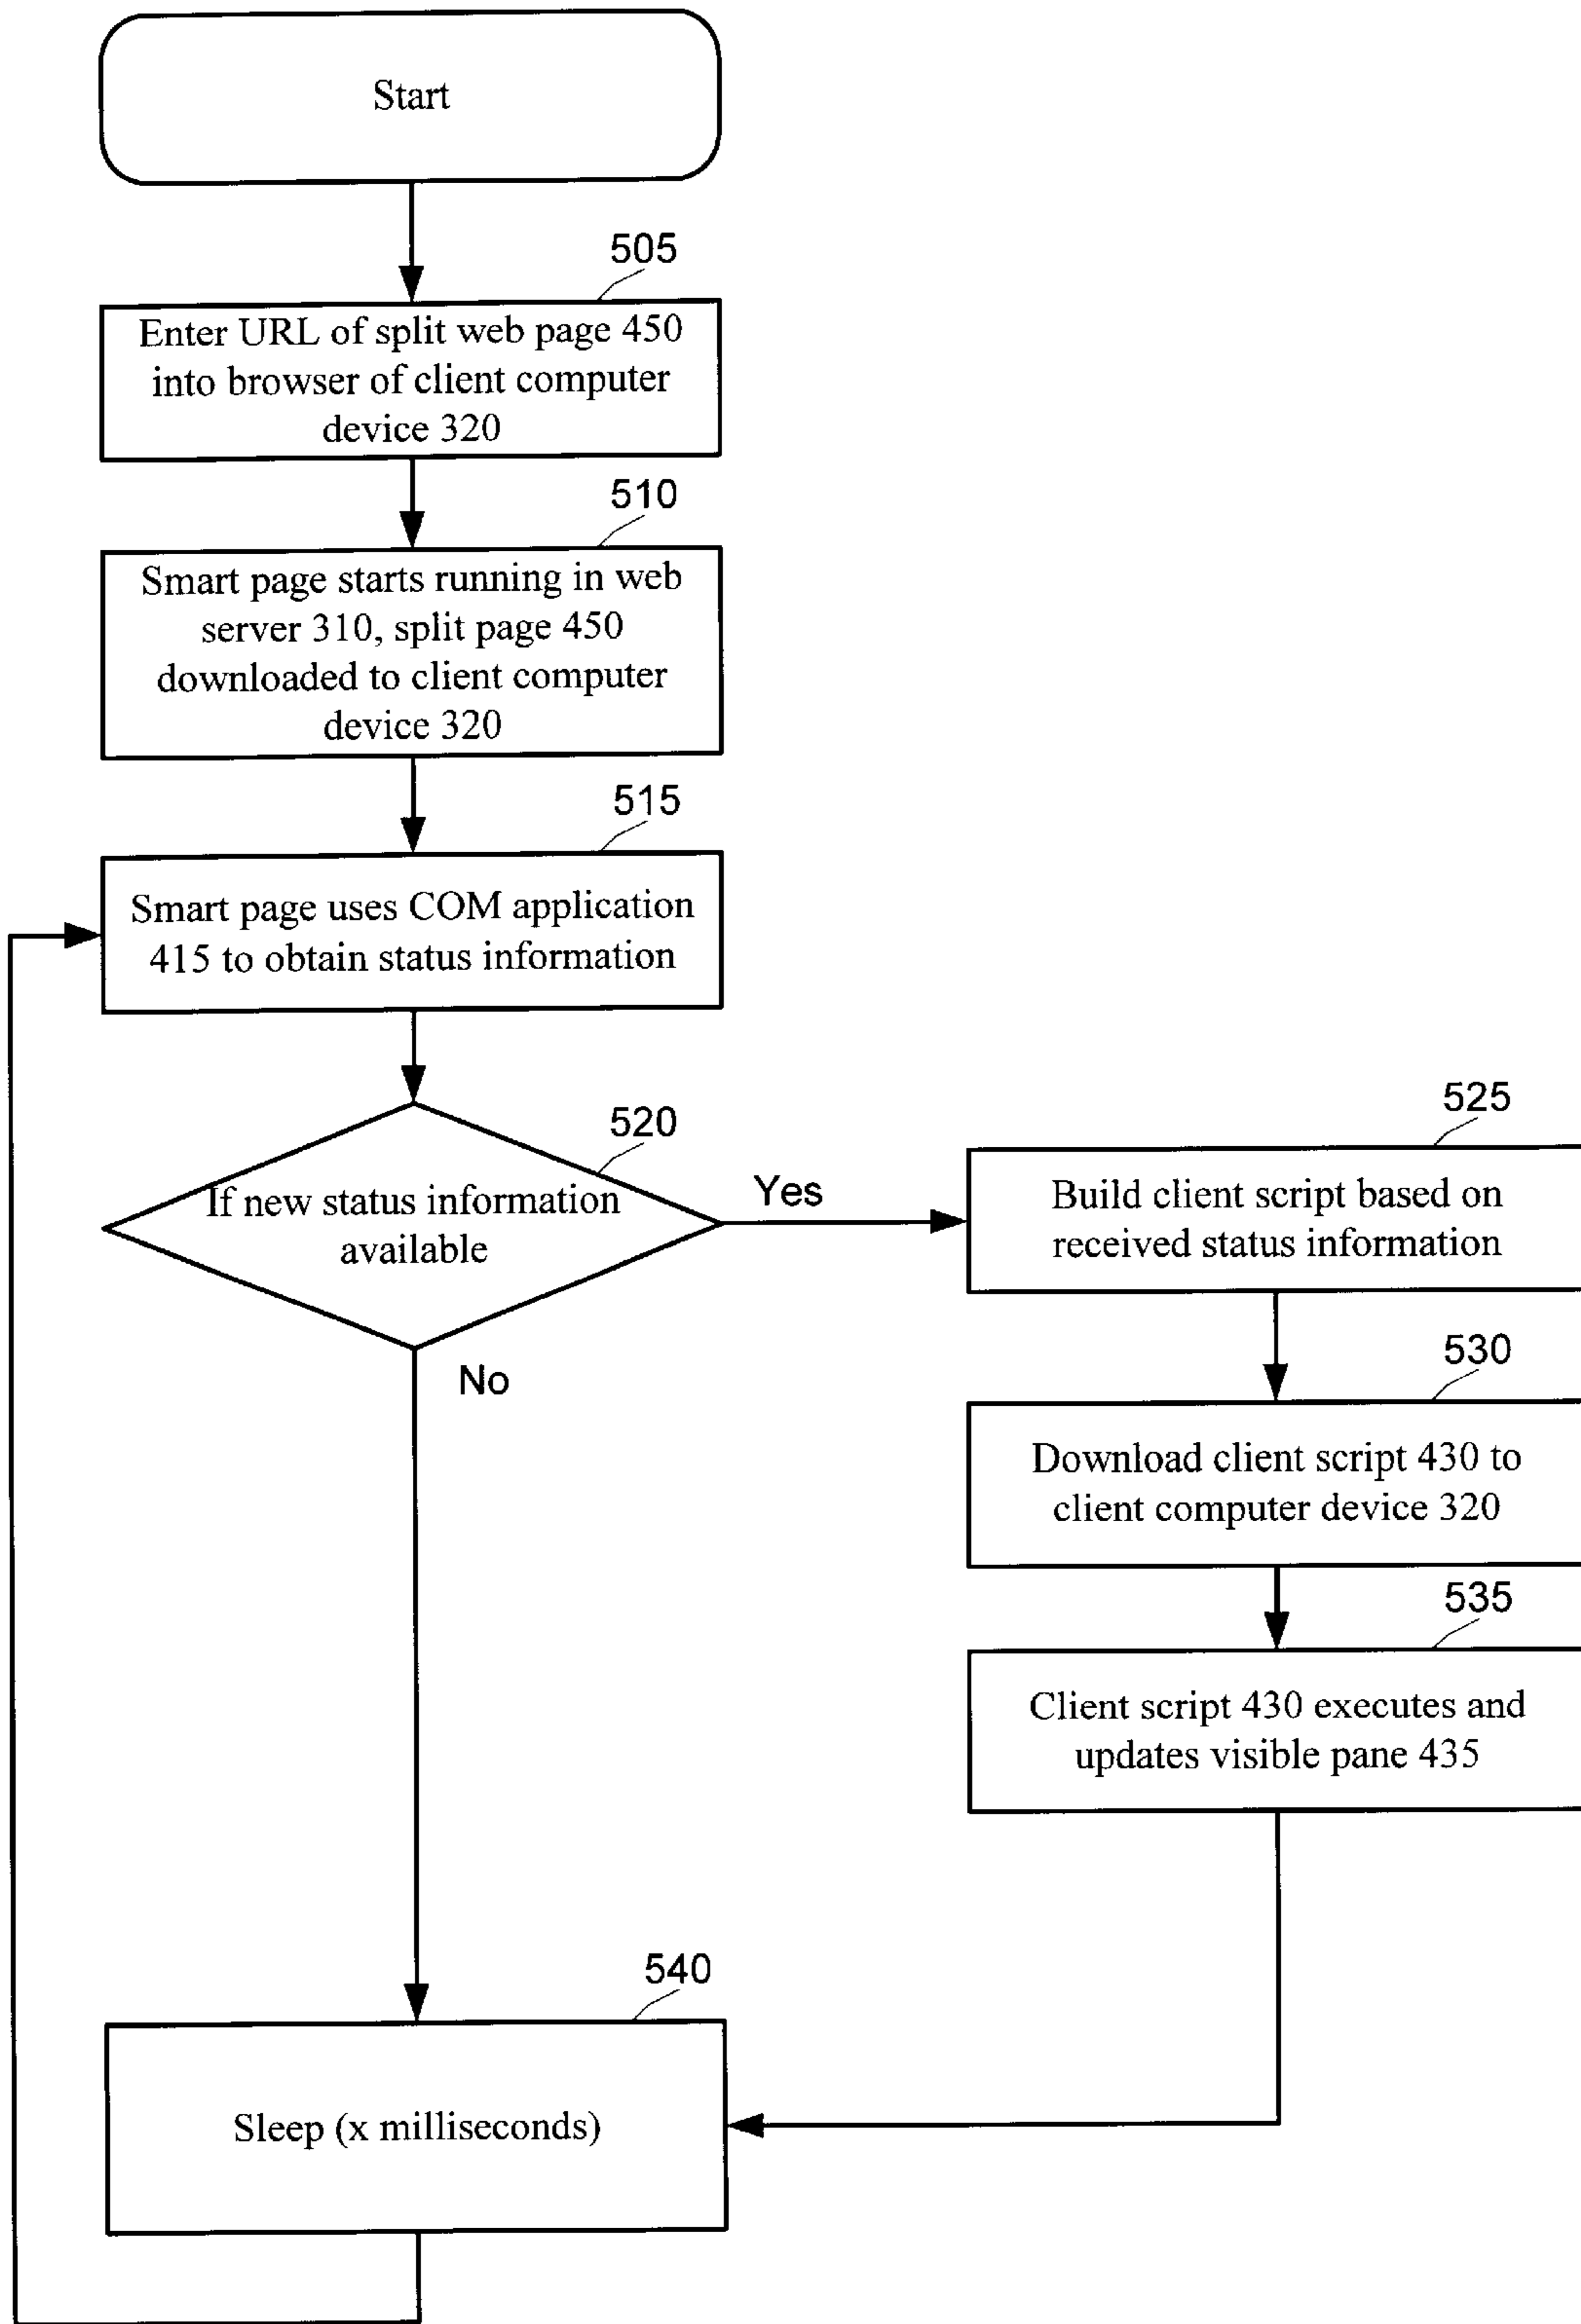 Start
505
Enter URL of split web page 450
into browser of client computer
device 320
510
Smart page starts running in web
server 310, split page 450
downloaded to client computer
device 320
515
Smart page uses COM application
415 to obtain status information
520
If new status information
available
Yes
No
525
Build client script based on
received status information
530
Download client script 430 to
client computer device 320
535
Client script 430 executes and
updates visible pane 435
540
Sleep (x milliseconds)